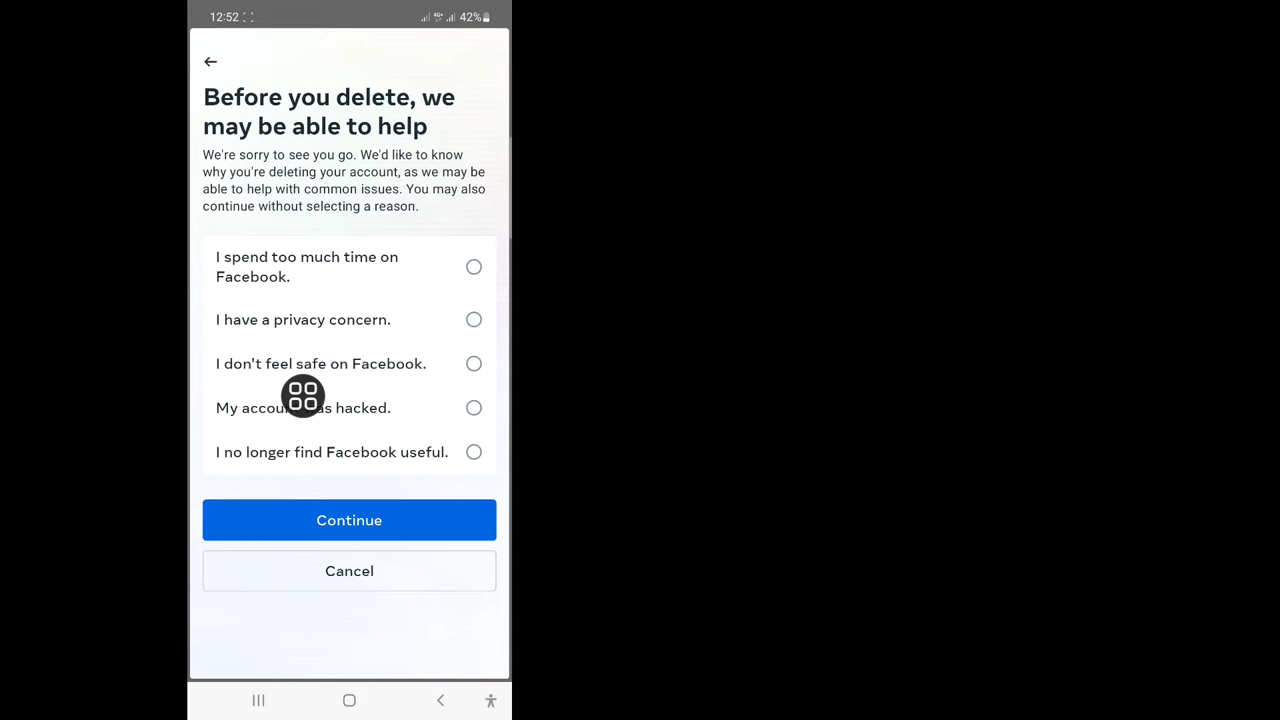 12:52
4G+
42%
Before you delete, we
may be able to help
We're sorry to see you go. We'd like to know
why you're deleting your account, as we may be
able to help with common issues. You may also
continue without selecting a reason.
I spend too much time on
Facebook.
I have a privacy concern.
I don't feel safe on Facebook.
My accou s hacked.
I no longer find Facebook useful.
Continue
Cancel